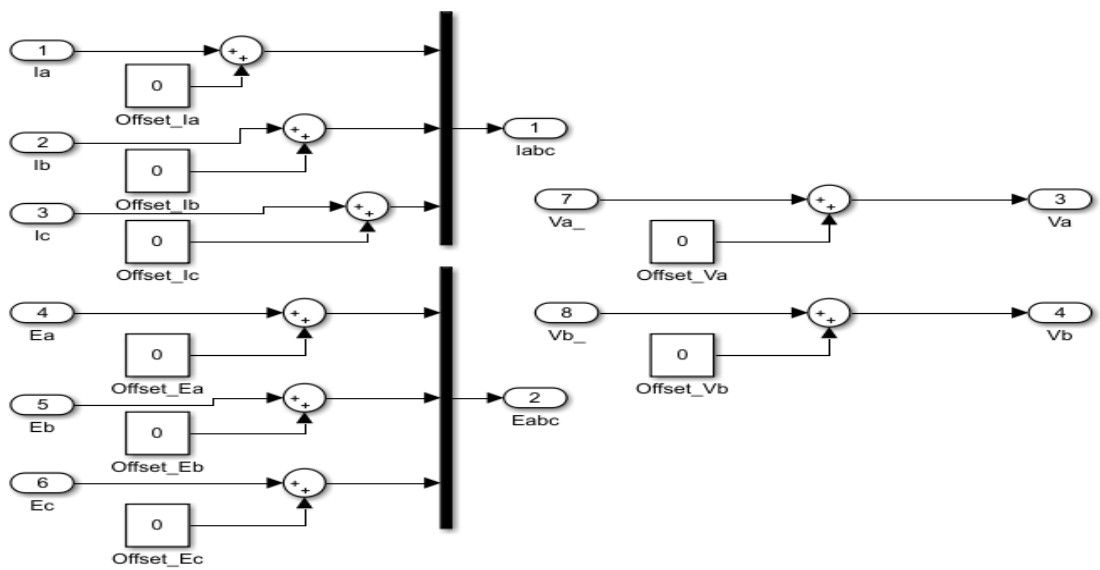 1
+
+
Ia
0
Offset_Ia
2
+
+
1
Ib
Iabc
0
Offset_Ib
3
+
+
Ic
0
Offset_Ic
7
+
+
3
Va_
Va
0
Offset_Va
4
+
+
Ea
0
Offset_Ea
5
+
+
2
Eb
Eabc
0
Offset_Eb
6
+
+
Ec
0
Offset_Ec
8
+
+
4
Vb_
Vb
0
Offset_Vb